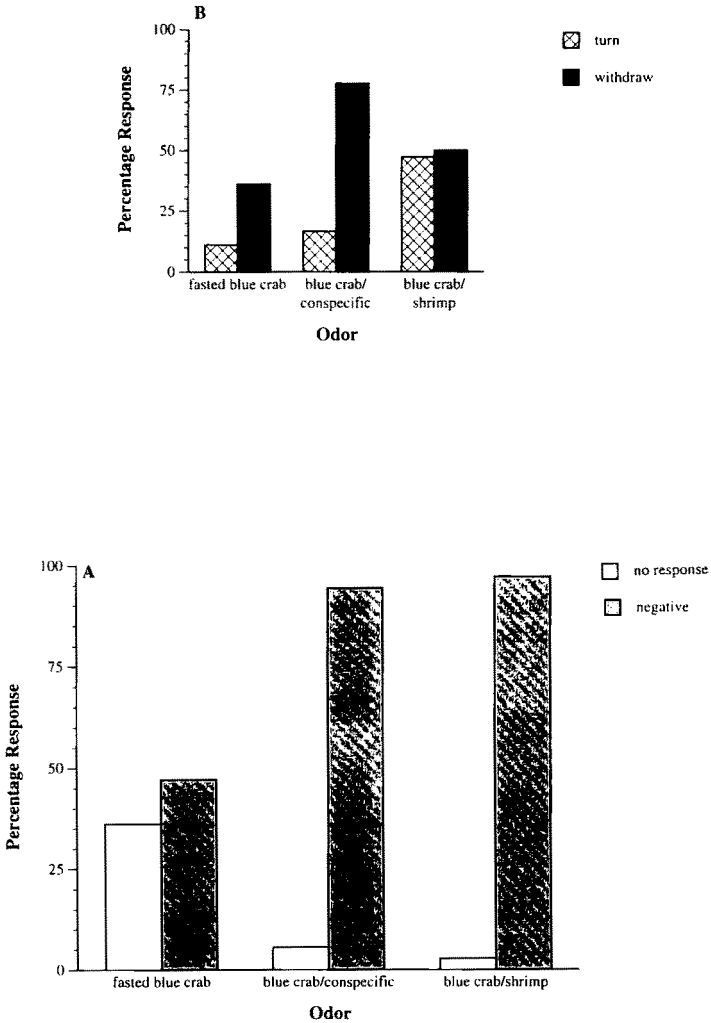 B
100
75
50
25
0
Percentage Response
turn
withdraw
fasted blue crab
blue crab/
conspecific
blue crab/
shrimp
Odor
A
100
75
50
25
0
Percentage Response
no response
negative
fasted blue crab
blue crab/conspecific
blue crab/shrimp
Odor